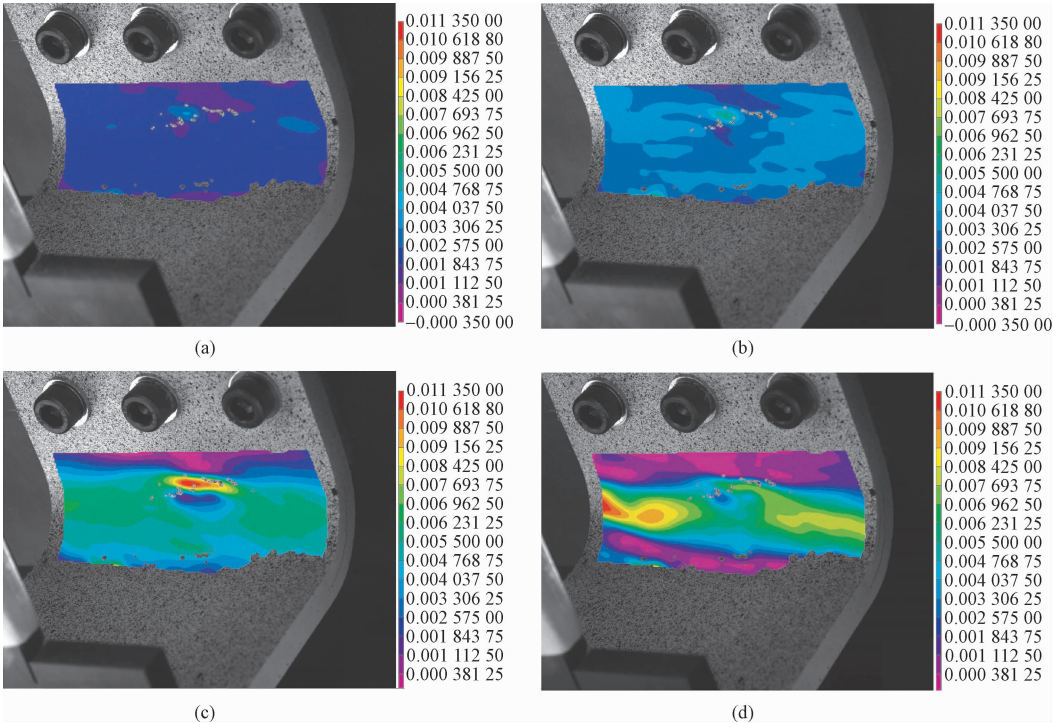 0.011 350 00
0.010 618 80
0.009 887 50
0.009 156 25
0.008 425 00
0.007 693 75
0.006 962 50
0.006 231 25
0.005 500 00
0.004 768 75
0.004 037 50
0.003 306 25
0.002 575 00
0.001 843 75
0.001 112 50
0.000 381 25
−0.000 350 00
(a)
0.011 350 00
0.010 618 80
0.009 887 50
0.009 156 25
0.008 425 00
0.007 693 75
0.006 962 50
0.006 231 25
0.005 500 00
0.004 768 75
0.004 037 50
0.003 306 25
0.002 575 00
0.001 843 75
0.001 112 50
0.000 381 25
−0.000 350 00
(b)
0.011 350 00
0.010 618 80
0.009 887 50
0.009 156 25
0.008 425 00
0.007 693 75
0.006 962 50
0.006 231 25
0.005 500 00
0.004 768 75
0.004 037 50
0.003 306 25
0.002 575 00
0.001 843 75
0.001 112 50
0.000 381 25
(c)
0.011 350 00
0.010 618 80
0.009 887 50
0.009 156 25
0.008 425 00
0.007 693 75
0.006 962 50
0.006 231 25
0.005 500 00
0.004 768 75
0.004 037 50
0.003 306 25
0.002 575 00
0.001 843 75
0.001 112 50
0.000 381 25
(d)